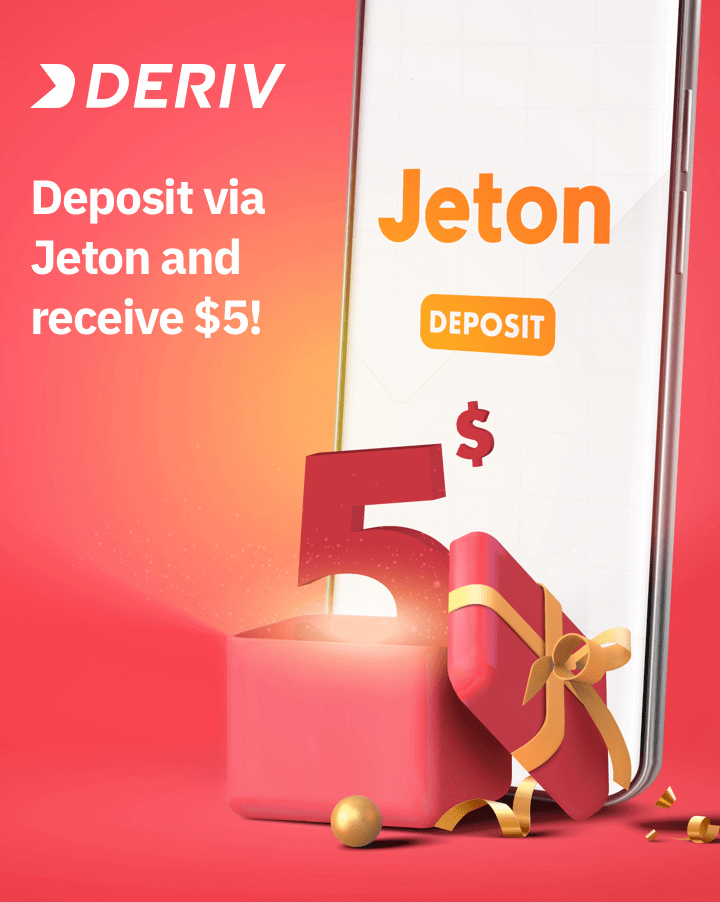 DERIV
Deposit via
Jeton and
receive $5!
Jeton
DEPOSIT
5$